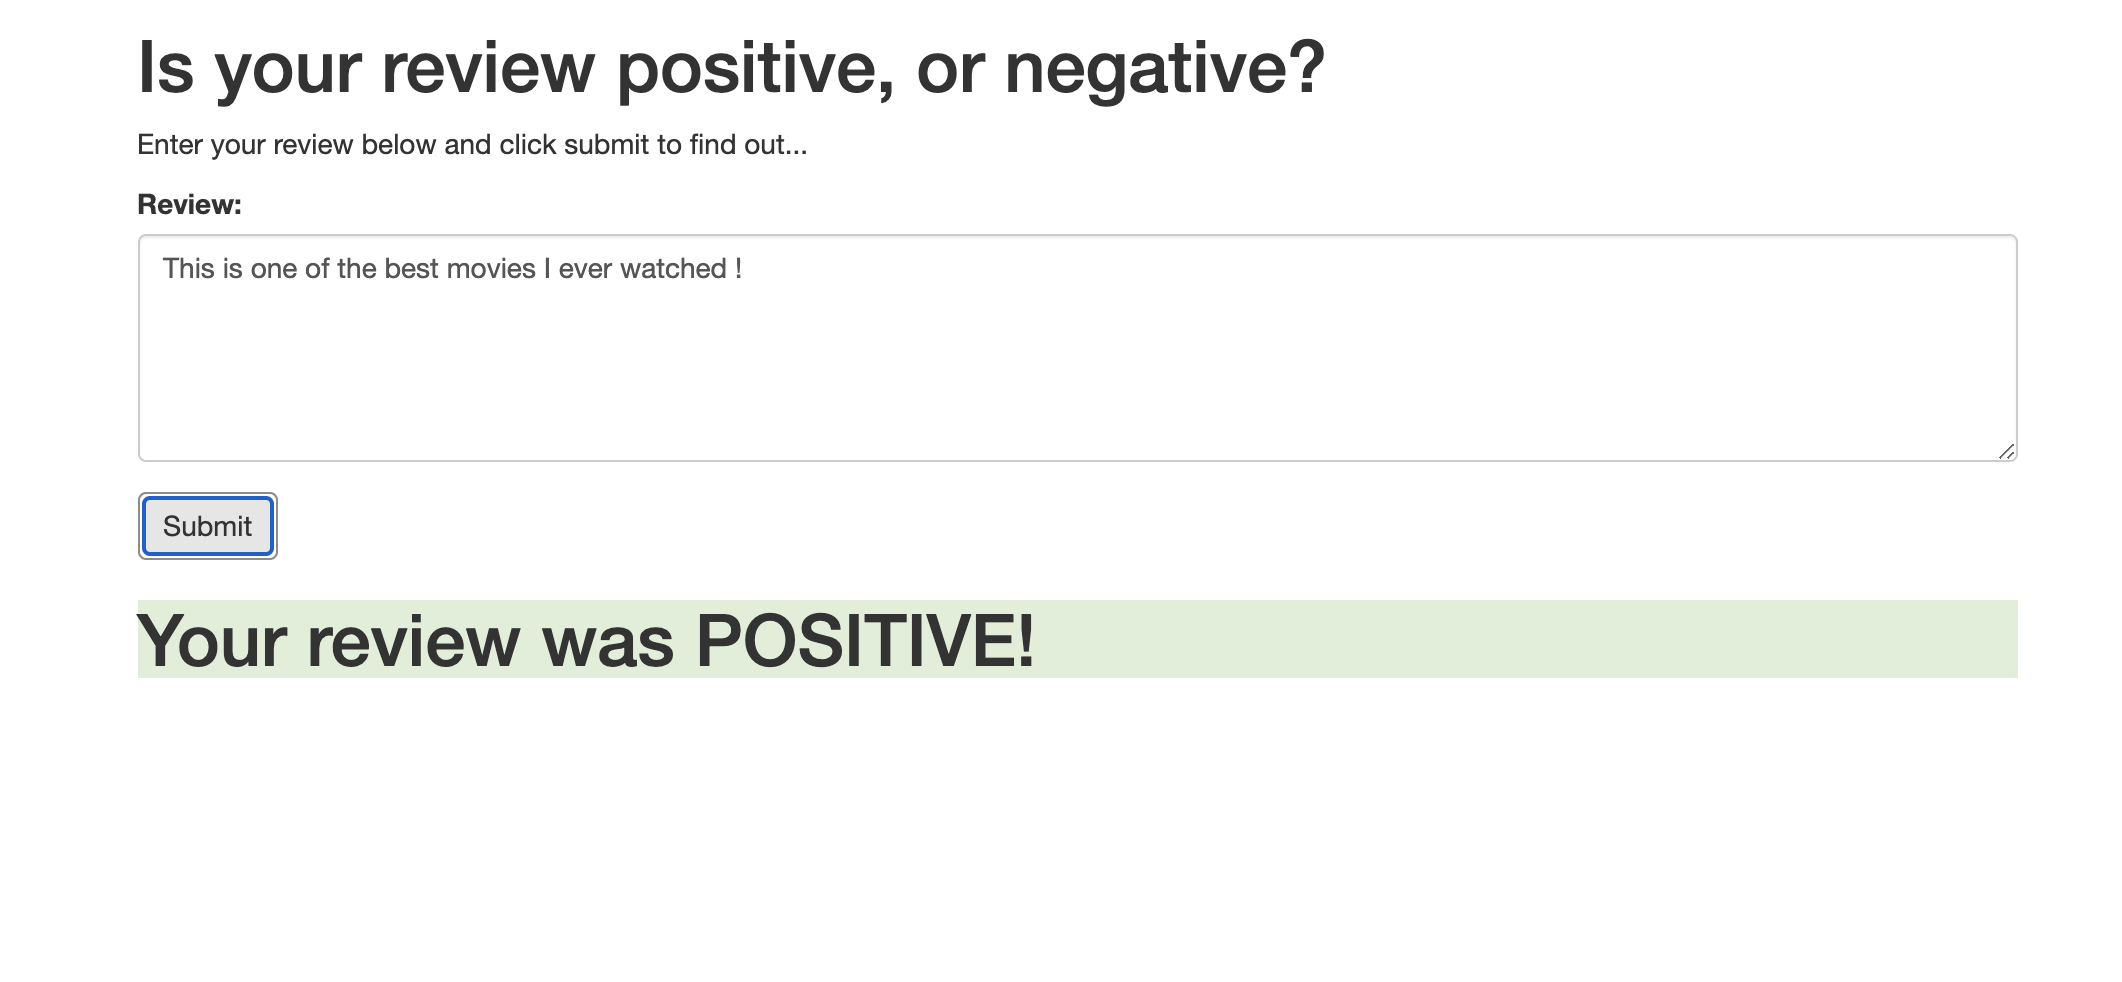 Is your review positive, or negative?
Enter your review below and click submit to find out...
Review:
This is one of the best movies I ever watched !
Submit
Your review was POSITIVE!